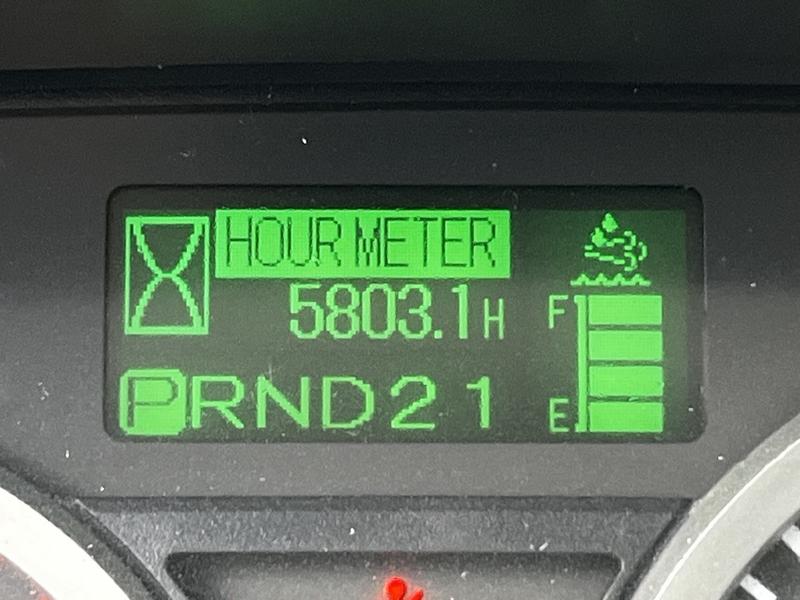 HOUR METER
5803.1H
F
PRND21
E